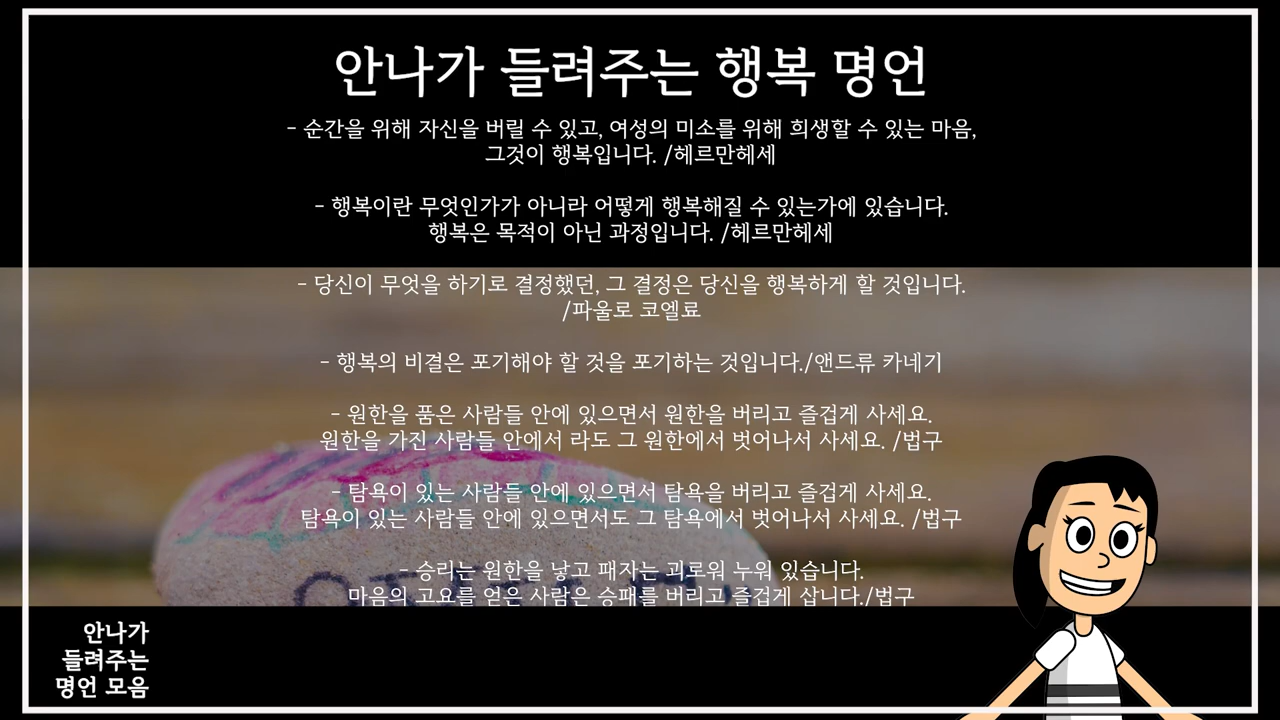 안나가 들려주는 행복 명언
- 순간을 위해 자신을 버릴 수 있고, 여성의 미소를 위해 희생할 수 있는 마음,
그것이 행복입니다. /헤르만헤세
- 행복이란 무엇인가가 아니라 어떻게 행복해질 수 있는가에 있습니다.
행복은 목적이 아닌 과정입니다. /헤르만헤세
- 당신이 무엇을 하기로 결정했던, 그 결정은 당신을 행복하게 할 것입니다.
/파울로 코엘료
- 행복의 비결은 포기해야 할 것을 포기하는 것입니다./앤드류 카네기
- 원한을 품은 사람들 안에 있으면서 원한을 버리고 즐겁게 사세요.
원한을 가진 사람들 안에서 라도 그 원한에서 벗어나서 사세요. /법구
- 탐욕이 있는 사람들 안에 있으면서 탐욕을 버리고 즐겁게 사세요.
탐욕이 있는 사람들 안에 있으면서도 그 탐욕에서 벗어나서 사세요. /법구
- 승리는 원한을 낳고 패자는 괴로워 누워 있습니다.
마음의 고요를 얻은 사람은 승패를 버리고 즐겁게 삽니다./법구
안나가
들려주는
명언 모음